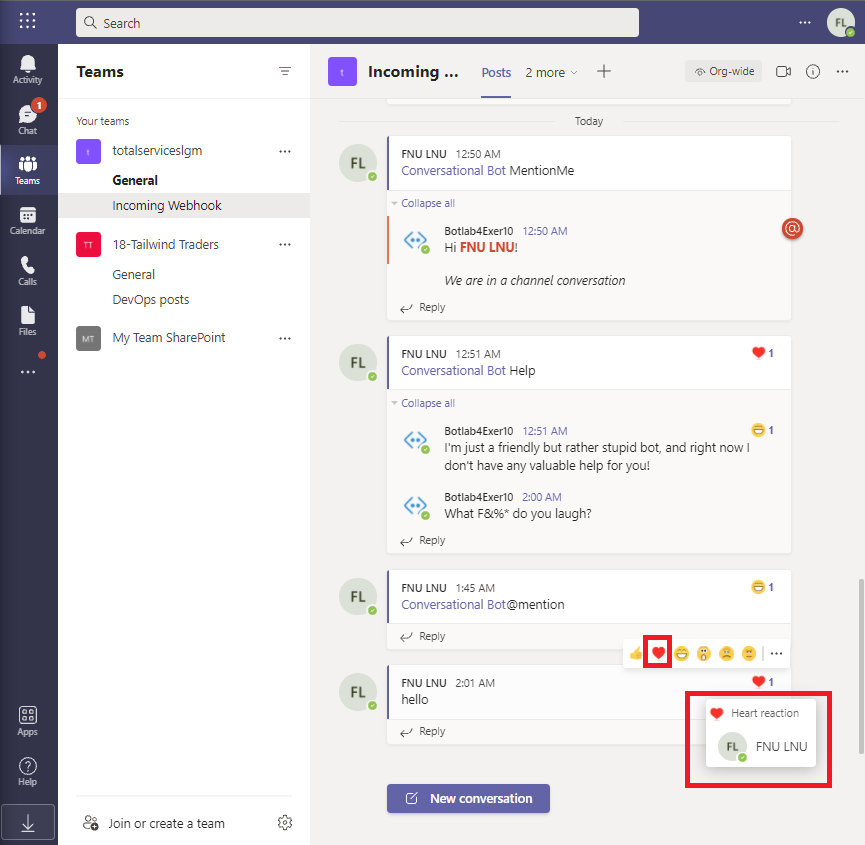 Search
FL
Activity
Chat
1
Teams
Calendar
Calls
Files
Apps
Help
Teams
Your teams
t
totalserviceslgm
General
Incoming Webhook
TT
18-Tailwind Traders
General
DevOps posts
MT
My Team SharePoint
Join or create a team
t
Incoming ...
Posts
2 more
Org-wide
Today
FL
FNU LNU 12:50 AM
Conversational Bot MentionMe
Collapse all
Botlab4Exer10 12:50 AM
Hi FNU LNU!
@
We are in a channel conversation
Reply
FL
FNU LNU 12:51 AM
1
Conversational Bot Help
Collapse all
Botlab4Exer10 12:51 AM
1
I'm just a friendly but rather stupid bot, and right now I
don't have any valuable help for you!
Botlab4Exer10 2:00 AM
What F&%* do you laugh?
Reply
FL
FNU LNU 1:45 AM
1
Conversational Bot@mention
Reply
FL
FNU LNU 2:01 AM
1
hello
Reply
Heart reaction
FL
FNU LNU
New conversation